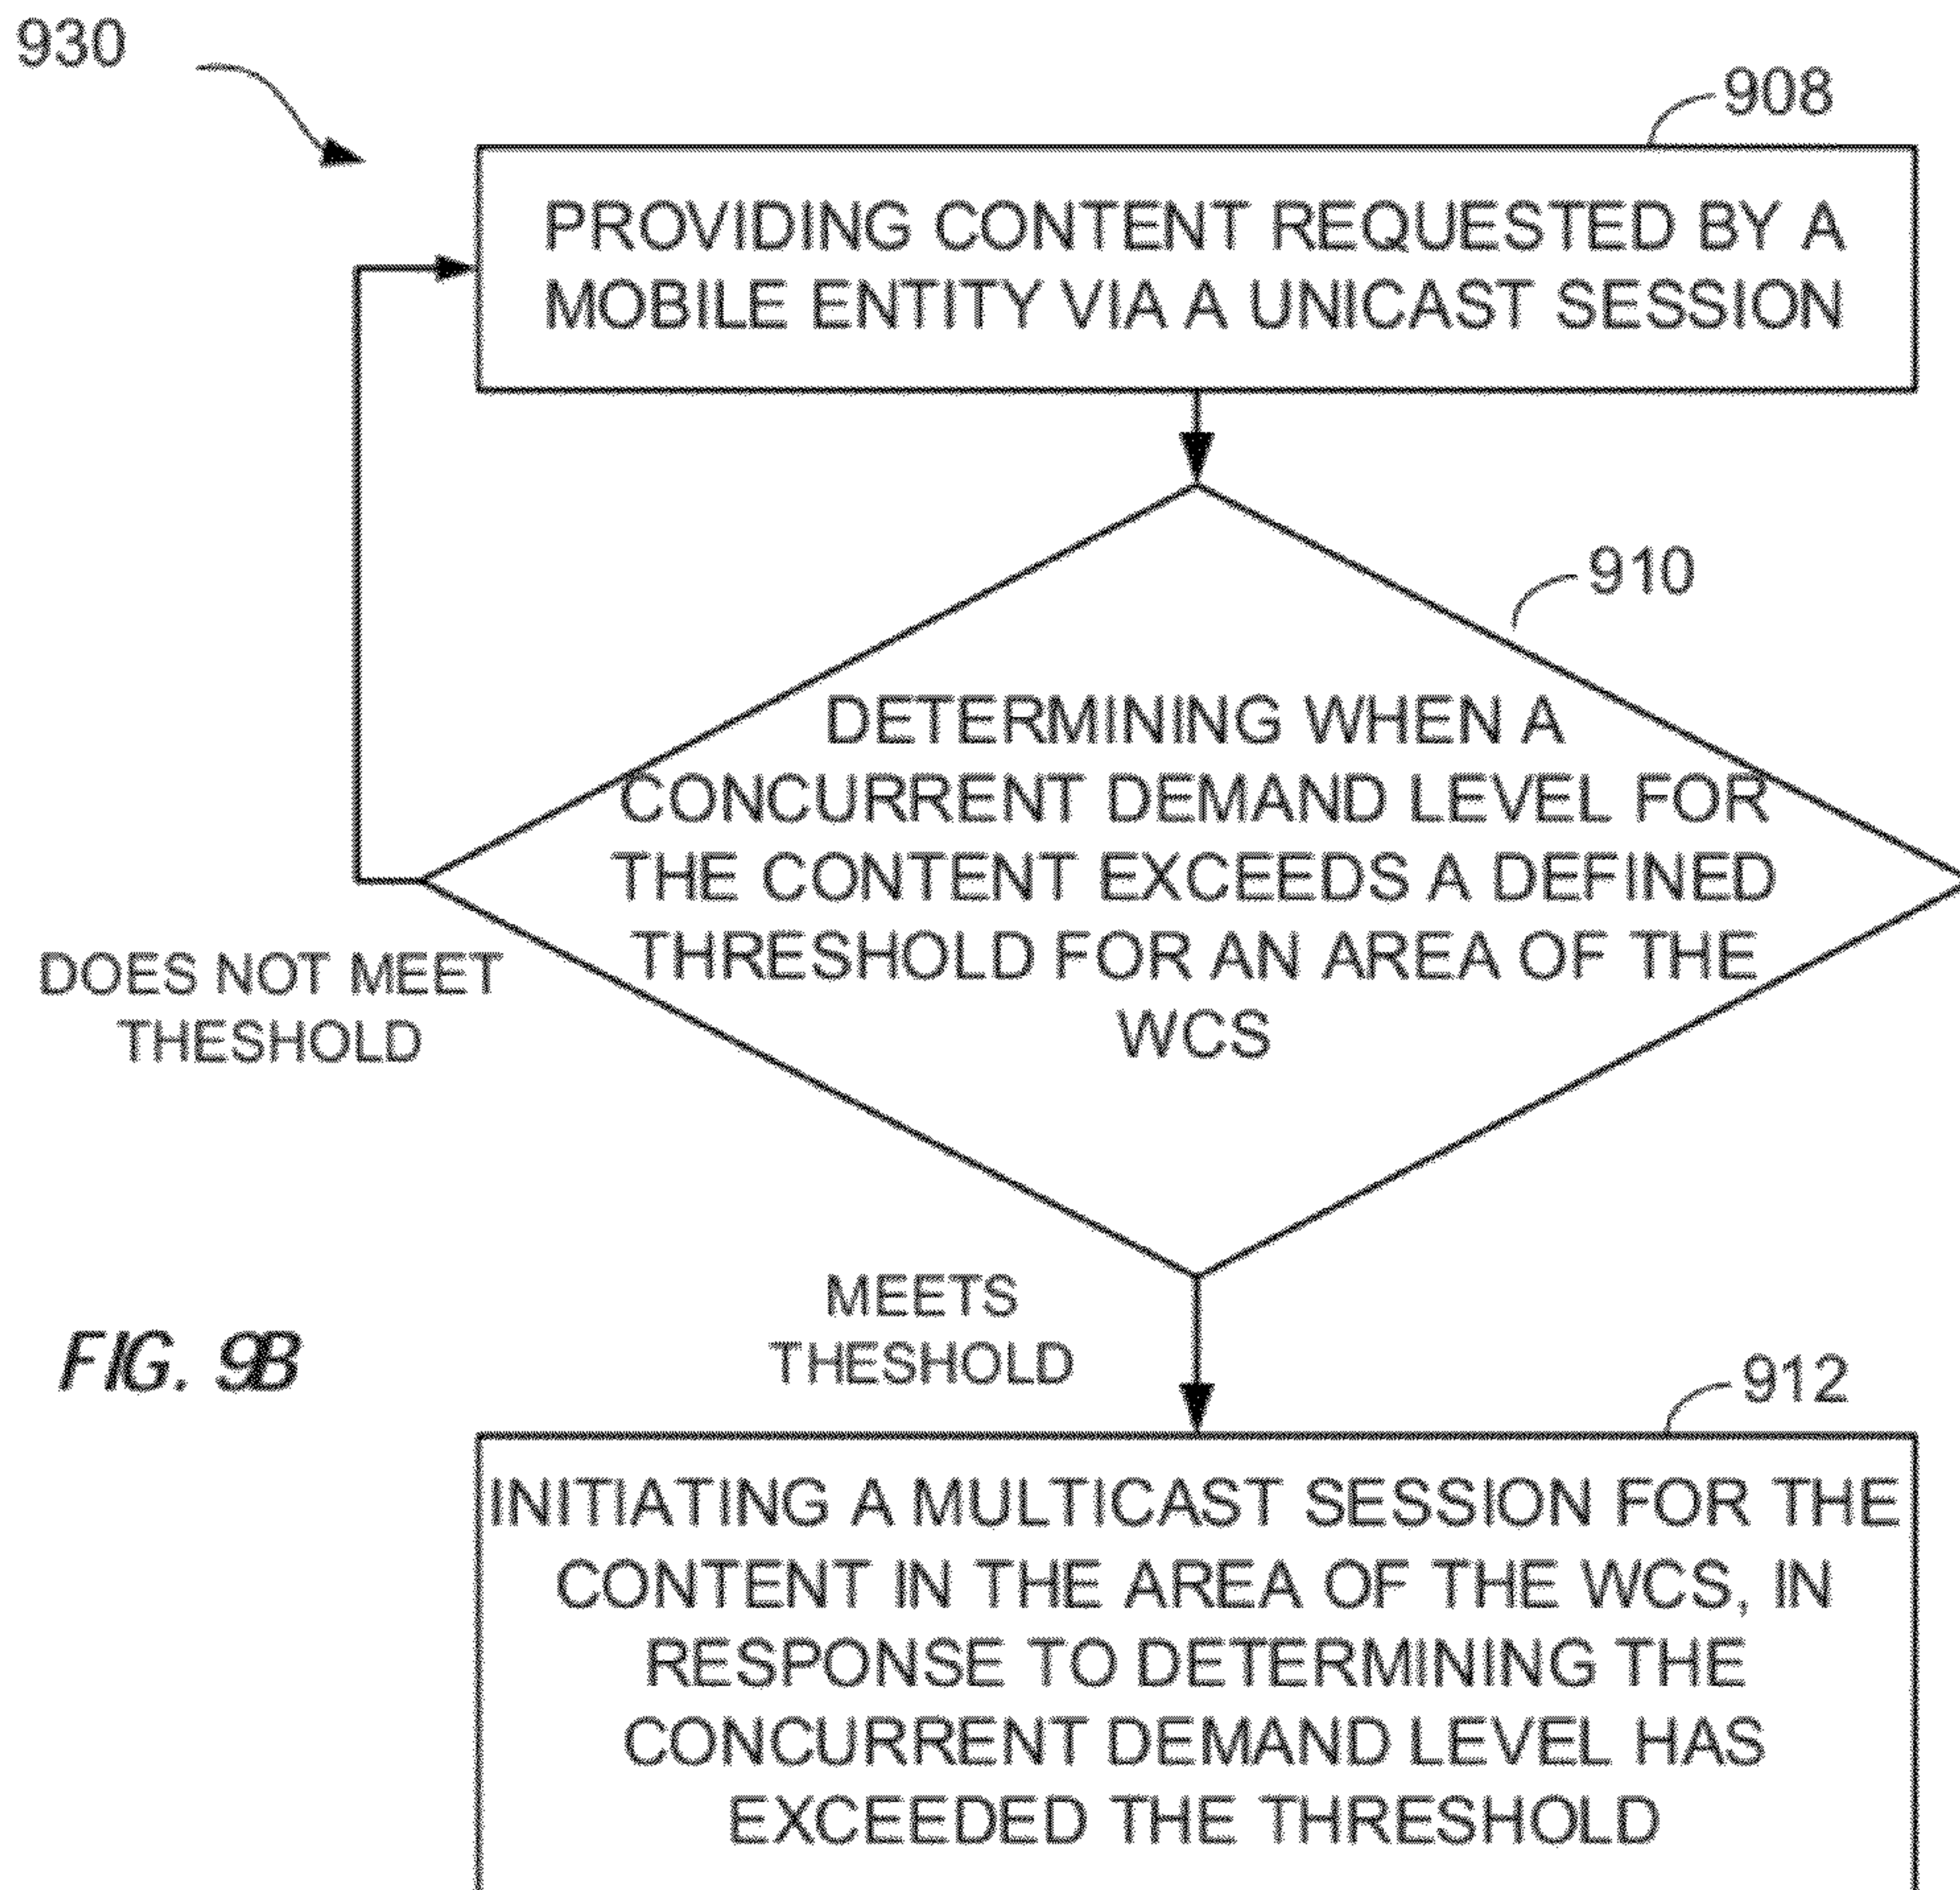 930
908
PROVIDING CONTENT REQUESTED BY A
MOBILE ENTITY VIA A UNICAST SESSION
910
DETERMINING WHEN A
CONCURRENT DEMAND LEVEL FOR
THE CONTENT EXCEEDS A DEFINED
THRESHOLD FOR AN AREA OF THE
WCS
DOES NOT MEET
THESHOLD
MEETS
THESHOLD
FIG. 9B
912
INITIATING A MULTICAST SESSION FOR THE
CONTENT IN THE AREA OF THE WCS, IN
RESPONSE TO DETERMINING THE
CONCURRENT DEMAND LEVEL HAS
EXCEEDED THE THRESHOLD